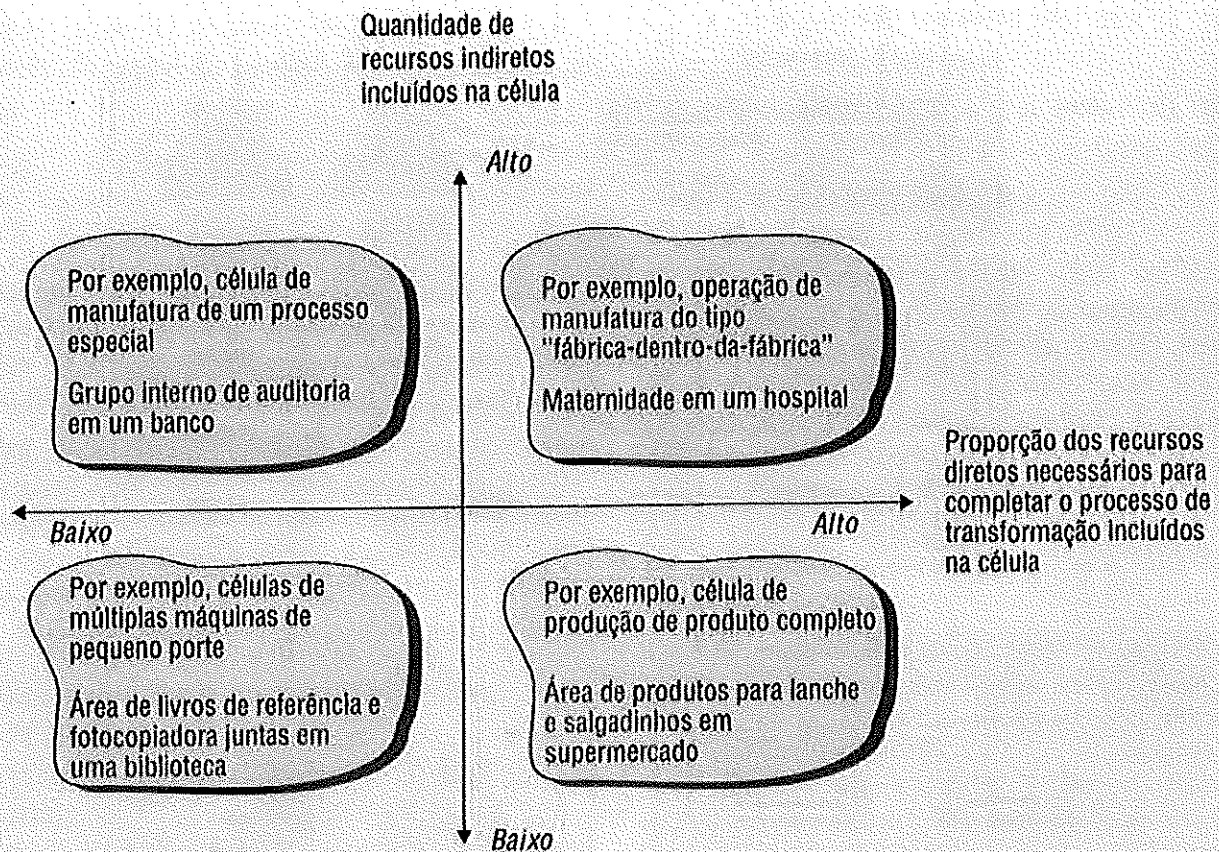 Quantidade de
recursos indiretos
incluídos na célula
Alto
Por exemplo, célula de
manufatura de um processo
especial
Grupo interno de auditoria
em um banco
Por exemplo, operação de
manufatura do tipo
"fábrica-dentro-da-fábrica"
Maternidade em um hospital
Proporção dos recursos
diretos necessários para
completar o processo de
transformação incluídos
na célula
Baixo
Alto
Por exemplo, células de
múltiplas máquinas de
pequeno porte
Área de livros de referência e
fotocopiadora juntas em
uma biblioteca
Por exemplo, célula de
produção de produto completo
Área de produtos para lanche
e salgadinhos em
supermercado
Baixo